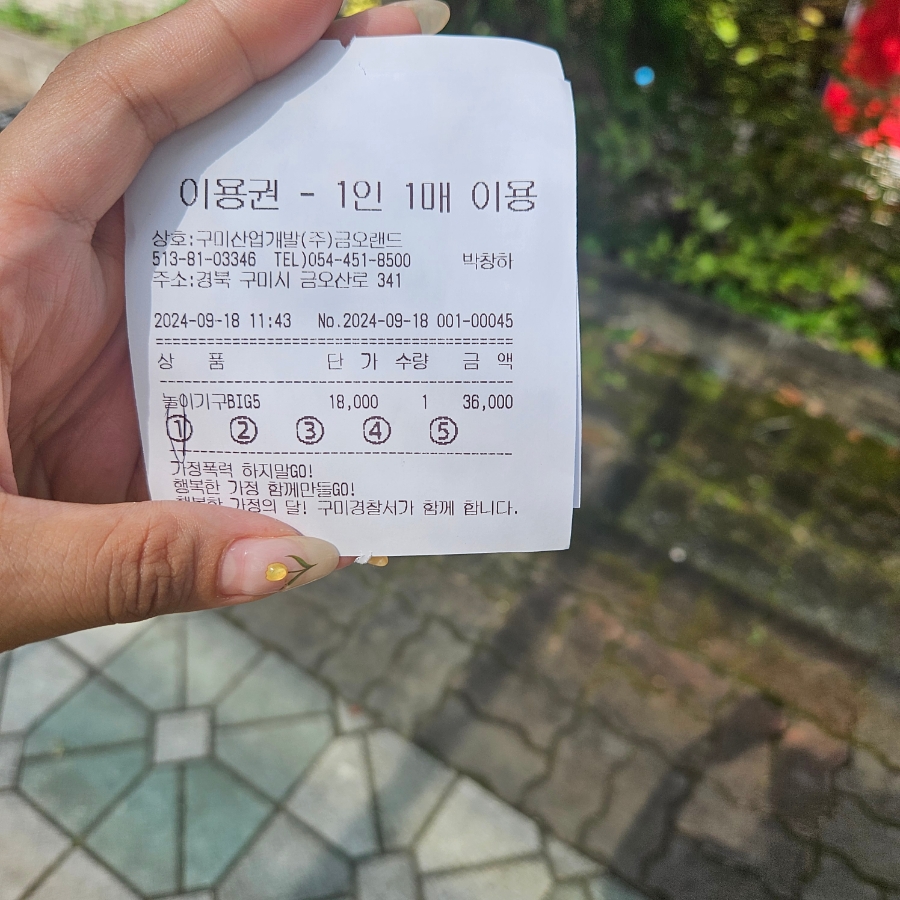 이용권 - 1인 1매 이용
상호:구미산업개발(주)금오랜드
513-81-03346 TEL)054-451-8500 박창하
주소:경북 구미시 금오산로 341
2024-09-18 11:43 No.2024-09-18 001-00045
상 품 단 가 수량 금 액
놀이기구BIG5 18,000 1 36,000
① ② ③ ④ ⑤
가정폭력 하지말GO!
행복한 가정 함께만들GO!
행복한 가정의 달! 구미경찰서가 함께 합니다.